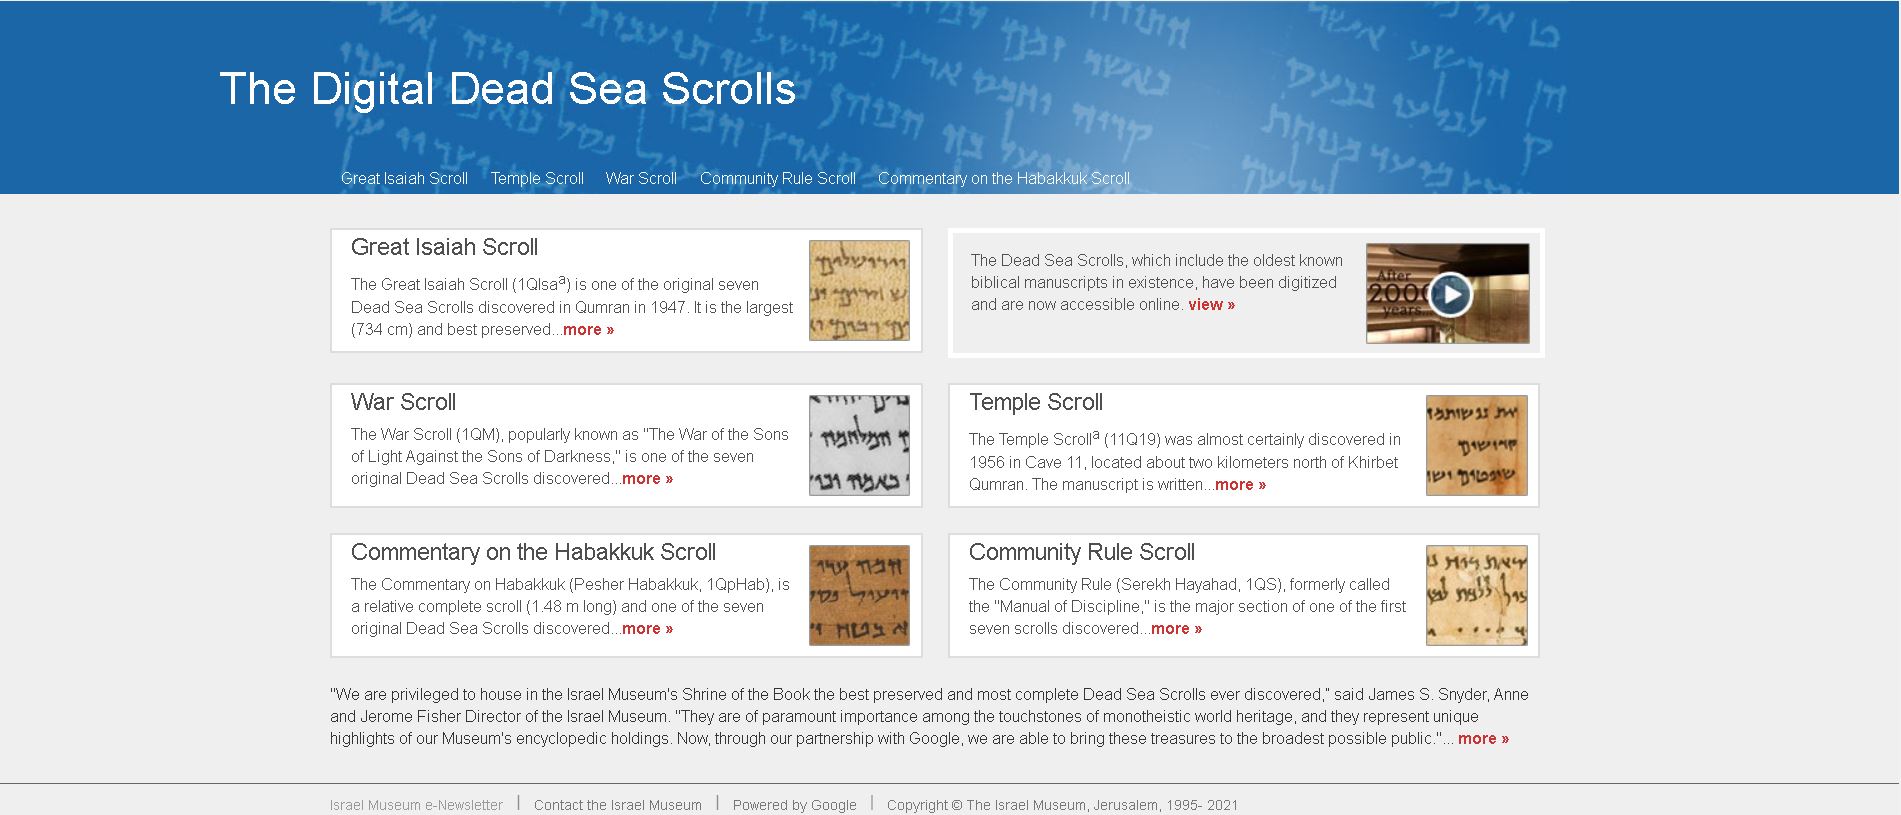 The Digital Dead Sea Scrolls
Great Isaiah Scroll Temple Scroll War Scroll Community Rule Scroll Commentary on the Habakkuk Scroll
Great Isaiah Scroll
The Great Isaiah Scroll (1QIsaa) is one of the original seven
Dead Sea Scrolls discovered in Qumran in 1947. It is the largest
(734 cm) and best preserved...more »
The Dead Sea Scrolls, which include the oldest known
biblical manuscripts in existence, have been digitized
and are now accessible online. view »
After
2000
years...
War Scroll
The War Scroll (1QM), popularly known as "The War of the Sons
of Light Against the Sons of Darkness," is one of the seven
original Dead Sea Scrolls discovered...more »
Temple Scroll
The Temple Scrolla (11Q19) was almost certainly discovered in
1956 in Cave 11, located about two kilometers north of Khirbet
Qumran. The manuscript is written...more »
Commentary on the Habakkuk Scroll
The Commentary on Habakkuk (Pesher Habakkuk, 1QpHab), is
a relative complete scroll (1.48 m long) and one of the seven
original Dead Sea Scrolls discovered...more »
Community Rule Scroll
The Community Rule (Serekh Hayahad, 1QS), formerly called
the "Manual of Discipline," is the major section of one of the first
seven scrolls discovered...more »
"We are privileged to house in the Israel Museum's Shrine of the Book the best preserved and most complete Dead Sea Scrolls ever discovered," said James S. Snyder, Anne
and Jerome Fisher Director of the Israel Museum. "They are of paramount importance among the touchstones of monotheistic world heritage, and they represent unique
highlights of our Museum's encyclopedic holdings. Now, through our partnership with Google, we are able to bring these treasures to the broadest possible public."... more »
Israel Museum e-Newsletter | Contact the Israel Museum | Powered by Google | Copyright © The Israel Museum, Jerusalem, 1995- 2021